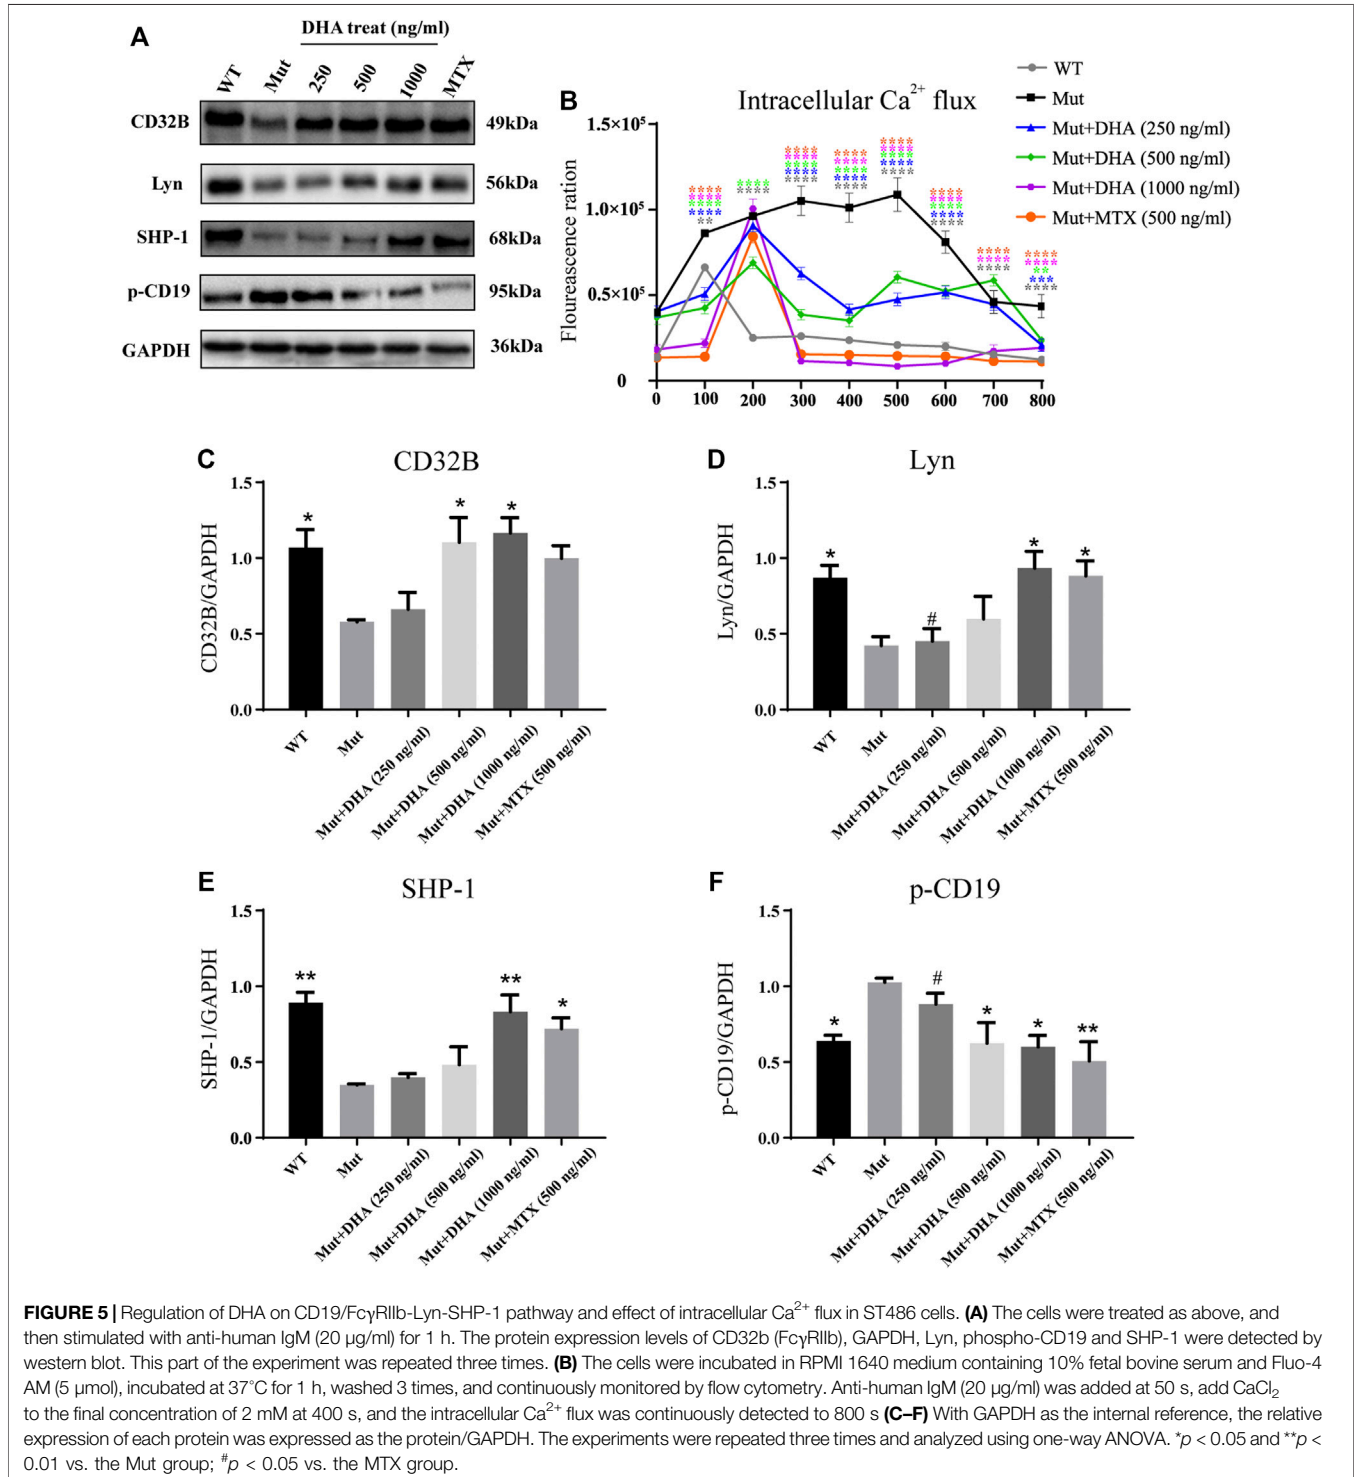 A
DHA treat (ng/ml)
WT Mut 250 500 1000 MTX
CD32B 49kDa
Lyn 56kDa
SHP-1 68kDa
p-CD19 95kDa
GAPDH 36kDa
B
Intracellular Ca²⁺ flux
Floureascence ration
1.5×10⁵
**** **** ****
**** **** ****
**** **** ****
**** **** ****
**** **** ****
**** **** ****
**** ****
**** ****
**** ****
** ****
1.0×10⁵
**** ****
**** ****
**** **
***
****
0.5×10⁵
0
0 100 200 300 400 500 600 700 800
WT
Mut
Mut+DHA (250 ng/ml)
Mut+DHA (500 ng/ml)
Mut+DHA (1000 ng/ml)
Mut+MTX (500 ng/ml)
C
CD32B
CD32B/GAPDH
1.5
1.0
0.5
0.0
* * *
WT
Mut
Mut+DHA (250 ng/ml)
Mut+DHA (500 ng/ml)
Mut+DHA (1000 ng/ml)
Mut+MTX (500 ng/ml)
D
Lyn
Lyn/GAPDH
1.5
1.0
0.5
0.0
* # * *
WT
Mut
Mut+DHA (250 ng/ml)
Mut+DHA (500 ng/ml)
Mut+DHA (1000 ng/ml)
Mut+MTX (500 ng/ml)
E
SHP-1
SHP-1/GAPDH
1.5
1.0
0.5
0.0
** ** *
WT
Mut
Mut+DHA (250 ng/ml)
Mut+DHA (500 ng/ml)
Mut+DHA (1000 ng/ml)
Mut+MTX (500 ng/ml)
F
p-CD19
p-CD19/GAPDH
1.5
1.0
0.5
0.0
* # * * **
WT
Mut
Mut+DHA (250 ng/ml)
Mut+DHA (500 ng/ml)
Mut+DHA (1000 ng/ml)
Mut+MTX (500 ng/ml)
FIGURE 5 | Regulation of DHA on CD19/FcγRIIb-Lyn-SHP-1 pathway and effect of intracellular Ca²⁺ flux in ST486 cells. (A) The cells were treated as above, and
then stimulated with anti-human IgM (20 µg/ml) for 1 h. The protein expression levels of CD32b (FcγRIIb), GAPDH, Lyn, phospho-CD19 and SHP-1 were detected by
western blot. This part of the experiment was repeated three times. (B) The cells were incubated in RPMI 1640 medium containing 10% fetal bovine serum and Fluo-4
AM (5 µmol), incubated at 37°C for 1 h, washed 3 times, and continuously monitored by flow cytometry. Anti-human IgM (20 µg/ml) was added at 50 s, add CaCl₂
to the final concentration of 2 mM at 400 s, and the intracellular Ca²⁺ flux was continuously detected to 800 s (C–F) With GAPDH as the internal reference, the relative
expression of each protein was expressed as the protein/GAPDH. The experiments were repeated three times and analyzed using one-way ANOVA. *p < 0.05 and **p <
0.01 vs. the Mut group; #p < 0.05 vs. the MTX group.